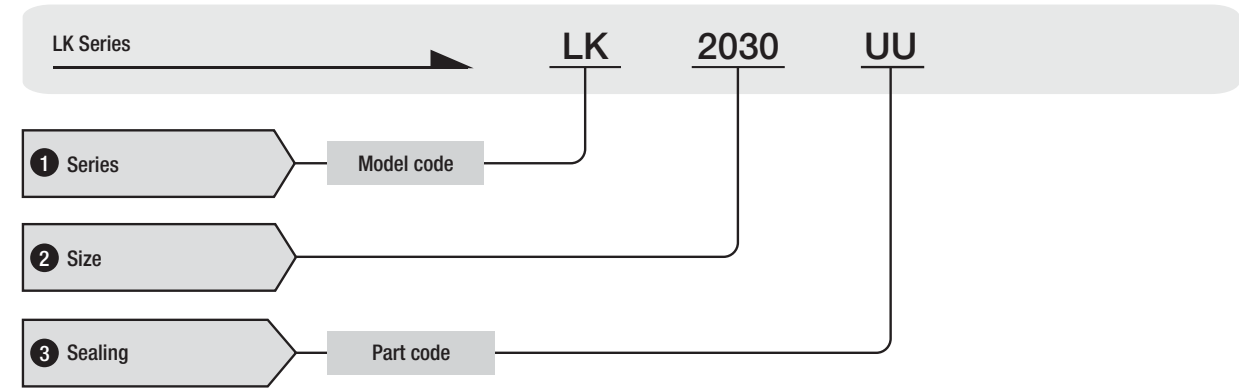 LK Series LK 2030 UU
1 Series Model code
2 Size
3 Sealing Part code